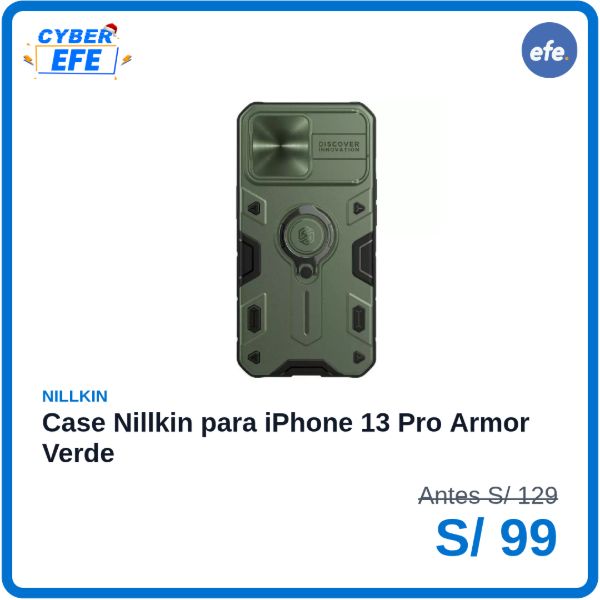 CYBER
EFE
efe.
DISCOVER
INNOVATION
NILLKIN
Case Nillkin para iPhone 13 Pro Armor
Verde
Antes S/ 129
S/ 99